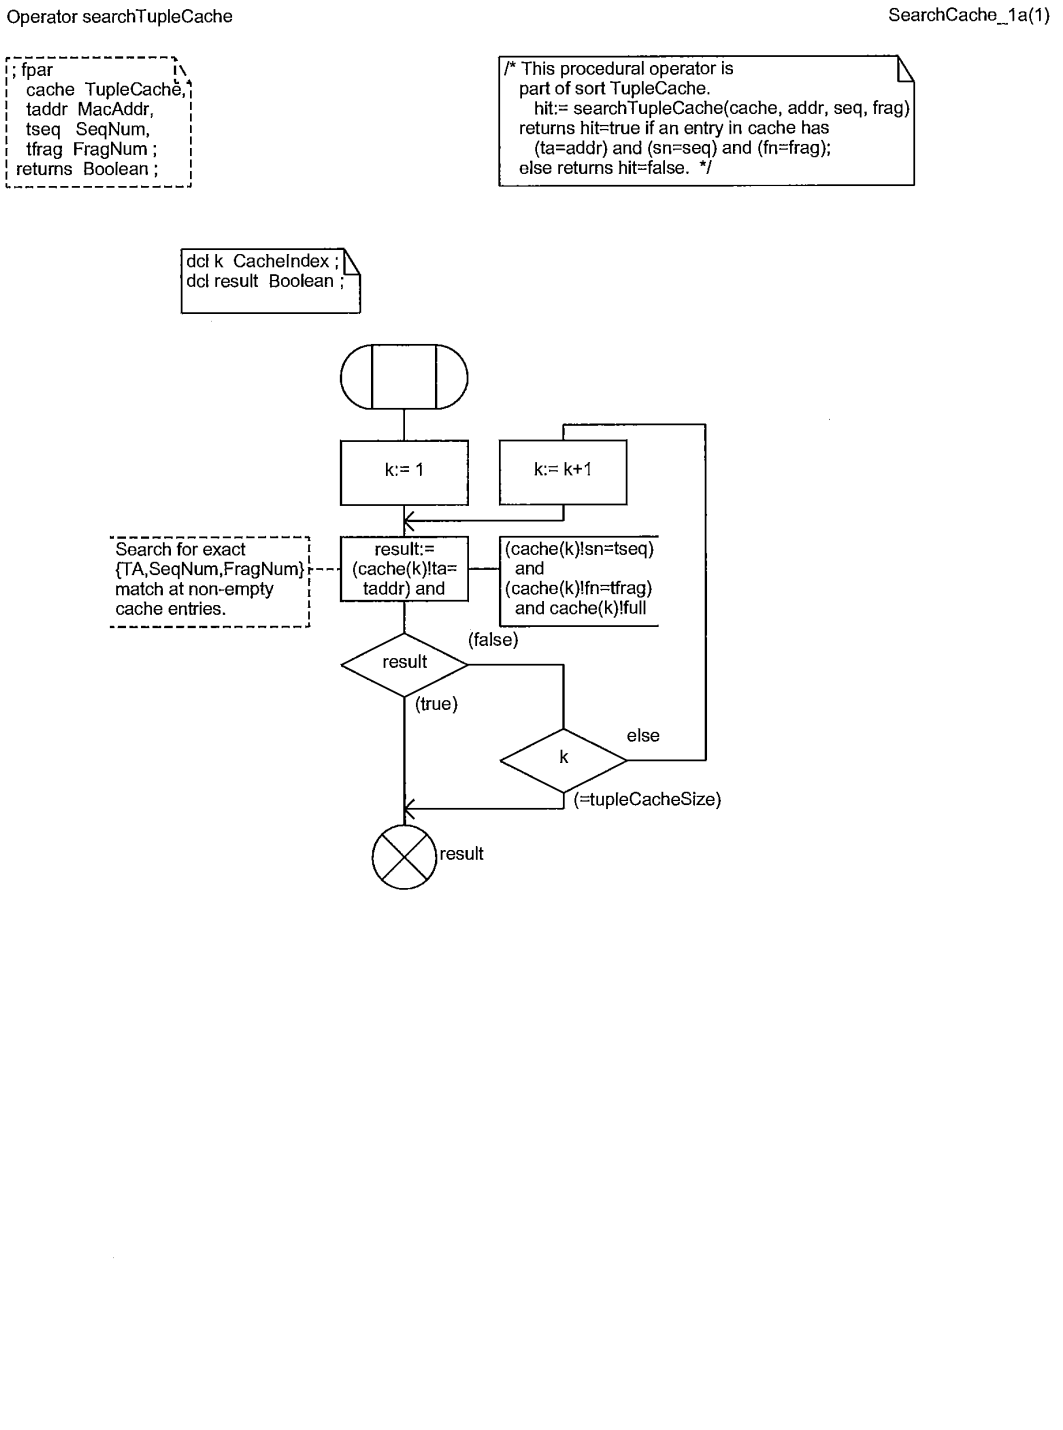 Operator searchTupleCache
SearchCache_1a(1)
; fpar
cache TupleCache,
taddr MacAddr,
tseq SeqNum,
tfrag FragNum ;
returns Boolean ;
/* This procedural operator is
part of sort TupleCache.
hit:= searchTupleCache(cache, addr, seq, frag)
returns hit=true if an entry in cache has
(ta=addr) and (sn=seq) and (fn=frag);
else returns hit=false. */
dcl k CacheIndex ;
dcl result Boolean ;
k:= 1
k:= k+1
Search for exact
{TA,SeqNum,FragNum}
match at non-empty
cache entries.
result:=
(cache(k)!ta=
taddr) and
(cache(k)!sn=tseq)
and
(cache(k)!fn=tfrag)
and cache(k)!full
(false)
result
(true)
else
k
(=tupleCacheSize)
result